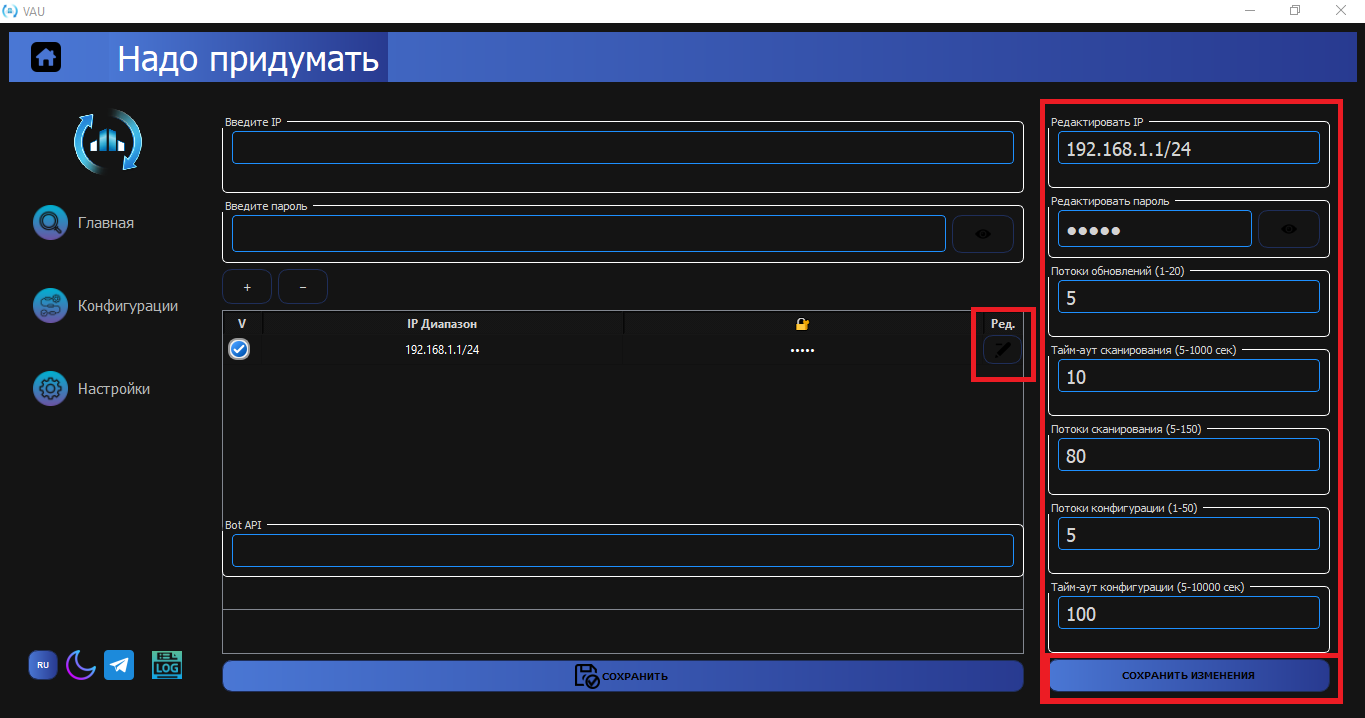 VAU
Надо придумать
Главная
Конфигурации
Настройки
RU
LOG
Введите IP
Введите пароль
+
–
V IP Диапазон Ред.
192.168.1.1/24 •••••
Bot API
СОХРАНИТЬ
Редактировать IP
192.168.1.1/24
Редактировать пароль
●●●●●
Потоки обновлений (1-20)
5
Тайм-аут сканирования (5-1000 сек)
10
Потоки сканирования (5-150)
80
Потоки конфигурации (1-50)
5
Тайм-аут конфигурации (5-10000 сек)
100
СОХРАНИТЬ ИЗМЕНЕНИЯ